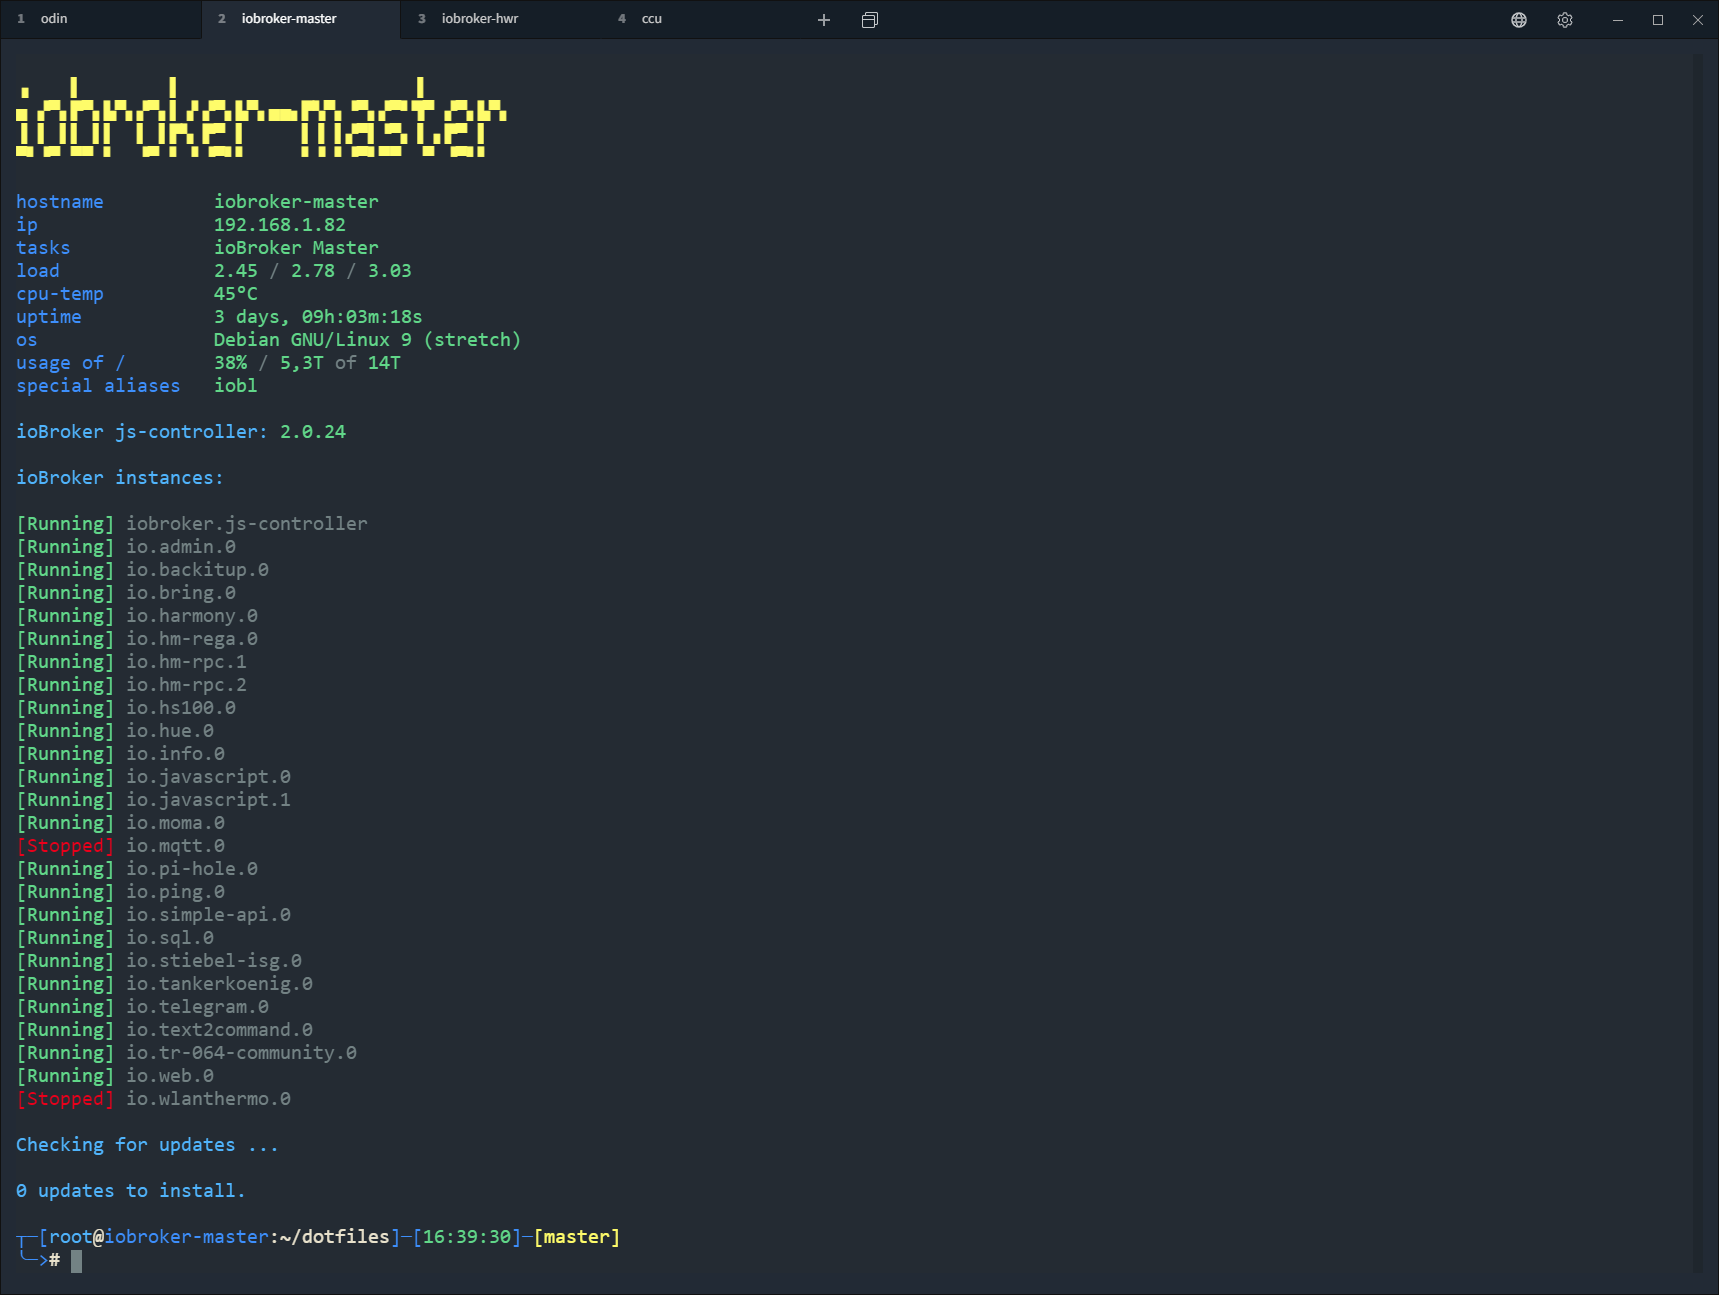 1 odin 2 iobroker-master 3 iobroker-hwr 4 ccu
iobroker-master
hostname iobroker-master
ip 192.168.1.82
tasks ioBroker Master
load 2.45 / 2.78 / 3.03
cpu-temp 45°C
uptime 3 days, 09h:03m:18s
os Debian GNU/Linux 9 (stretch)
usage of / 38% / 5,3T of 14T
special aliases iobl
ioBroker js-controller: 2.0.24
ioBroker instances:
[Running] iobroker.js-controller
[Running] io.admin.0
[Running] io.backitup.0
[Running] io.bring.0
[Running] io.harmony.0
[Running] io.hm-rega.0
[Running] io.hm-rpc.1
[Running] io.hm-rpc.2
[Running] io.hs100.0
[Running] io.hue.0
[Running] io.info.0
[Running] io.javascript.0
[Running] io.javascript.1
[Running] io.moma.0
[Stopped] io.mqtt.0
[Running] io.pi-hole.0
[Running] io.ping.0
[Running] io.simple-api.0
[Running] io.sql.0
[Running] io.stiebel-isg.0
[Running] io.tankerkoenig.0
[Running] io.telegram.0
[Running] io.text2command.0
[Running] io.tr-064-community.0
[Running] io.web.0
[Stopped] io.wlanthermo.0
Checking for updates ...
0 updates to install.
┬─[root@iobroker-master:~/dotfiles]─[16:39:30]─[master]
╰─>#